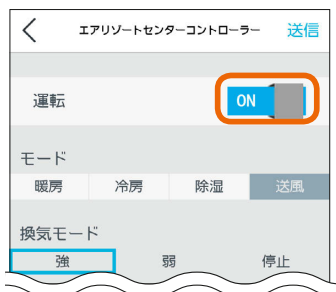 エアリゾートセンターコントローラー 送信
運転 ON
モード
暖房 冷房 除湿 送風
換気モード
強 弱 停止